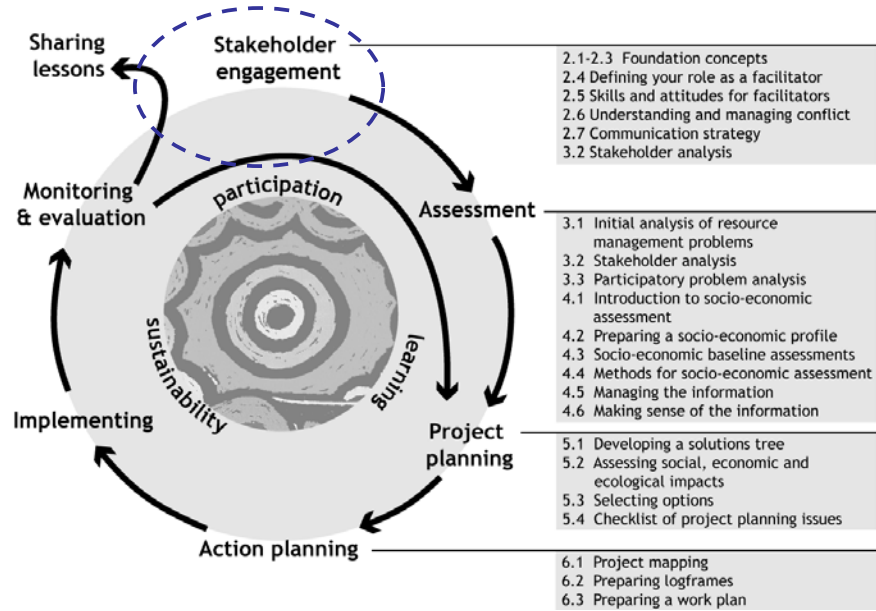 Sharing
lessons
Stakeholder
engagement
2.1-2.3 Foundation concepts
2.4 Defining your role as a facilitator
2.5 Skills and attitudes for facilitators
2.6 Understanding and managing conflict
2.7 Communication strategy
3.2 Stakeholder analysis
Monitoring
& evaluation
participation
Assessment
3.1 Initial analysis of resource
management problems
3.2 Stakeholder analysis
3.3 Participatory problem analysis
4.1 Introduction to socio-economic
assessment
4.2 Preparing a socio-economic profile
4.3 Socio-economic baseline assessments
4.4 Methods for socio-economic assessment
4.5 Managing the information
4.6 Making sense of the information
sustainability
learning
Implementing
Project
planning
5.1 Developing a solutions tree
5.2 Assessing social, economic and
ecological impacts
5.3 Selecting options
5.4 Checklist of project planning issues
Action planning
6.1 Project mapping
6.2 Preparing logframes
6.3 Preparing a work plan